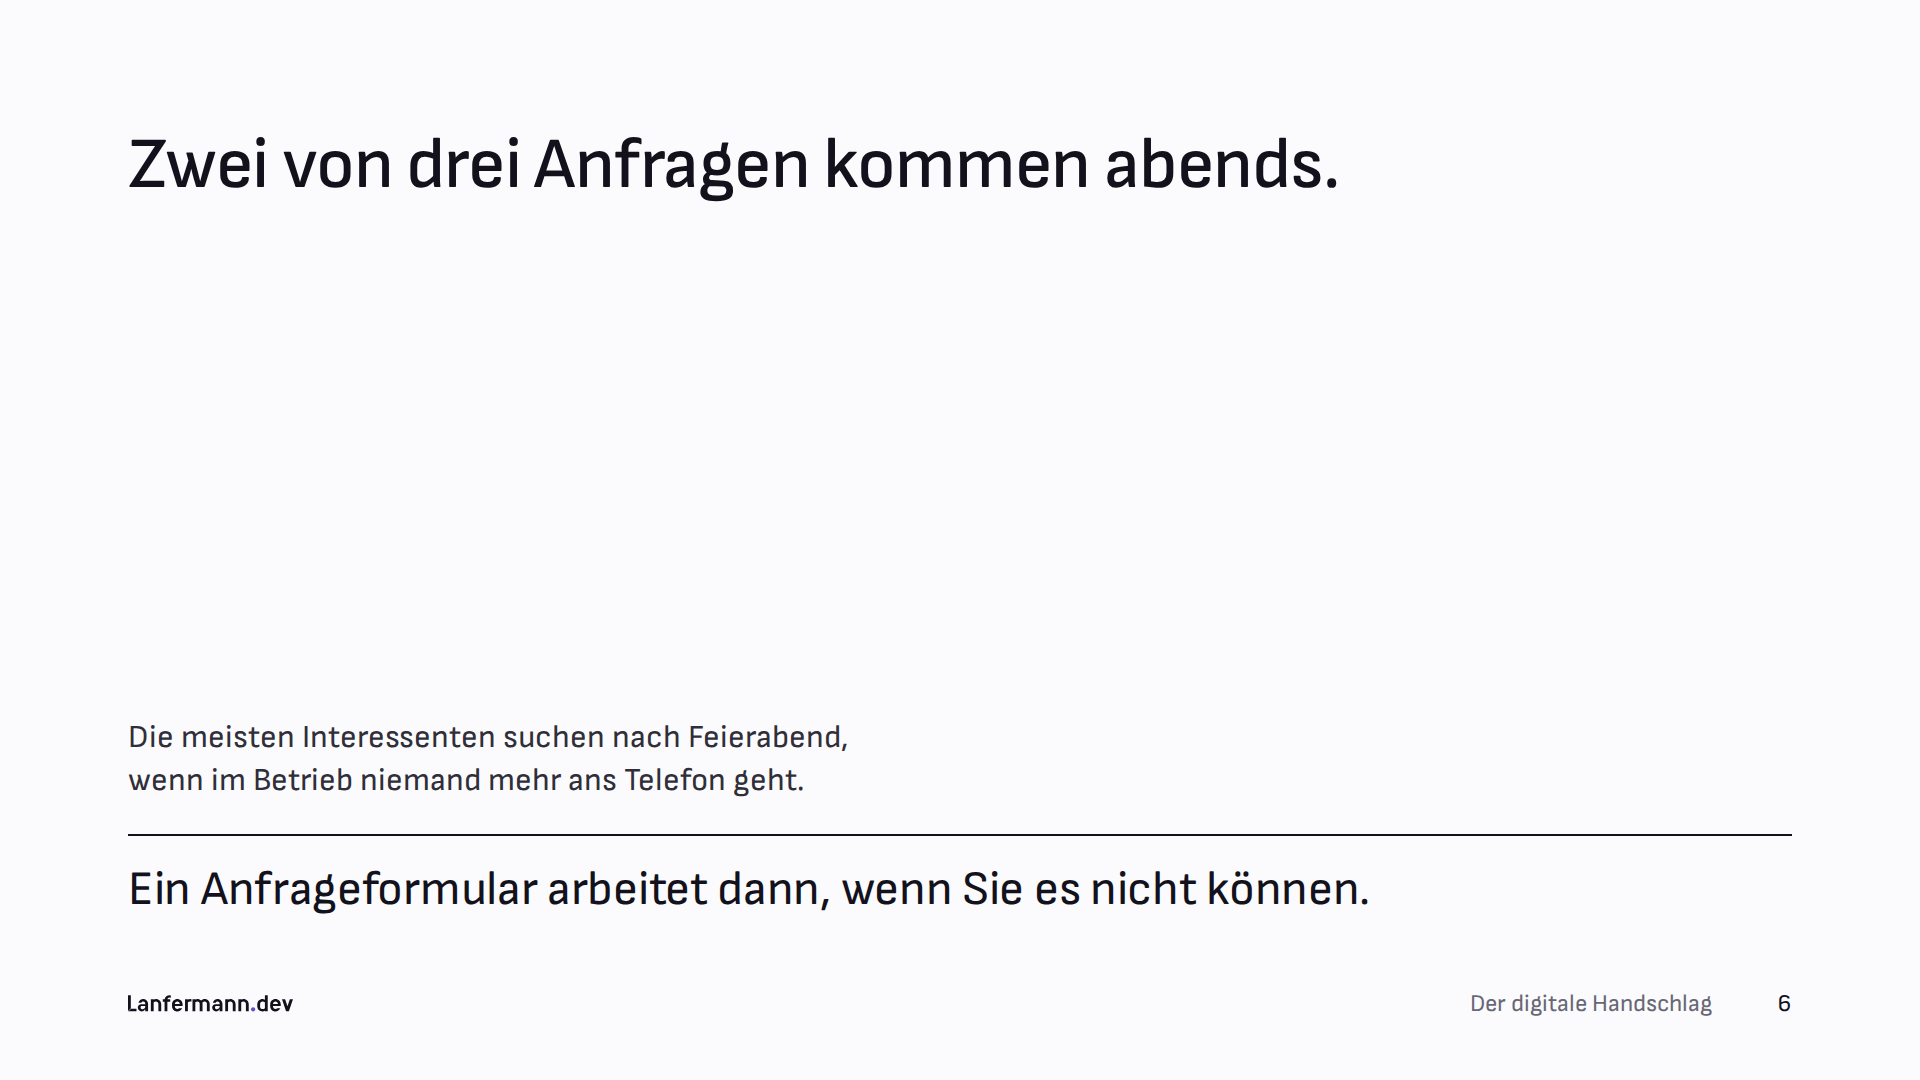 Zwei von drei Anfragen kommen abends.
Die meisten Interessenten suchen nach Feierabend,
wenn im Betrieb niemand mehr ans Telefon geht.
Ein Anfrageformular arbeitet dann, wenn Sie es nicht können.
Lanfermann.dev
Der digitale Handschlag
6